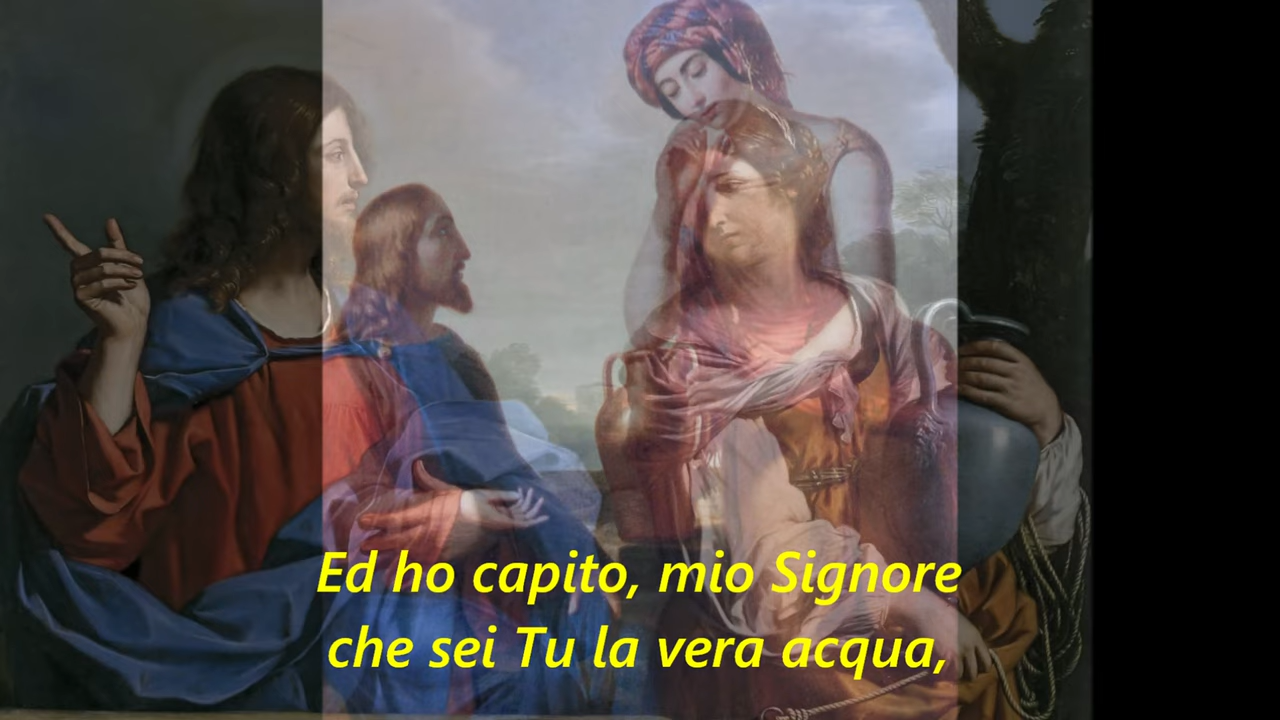 Ed ho capito, mio Signore
che sei Tu la vera acqua,